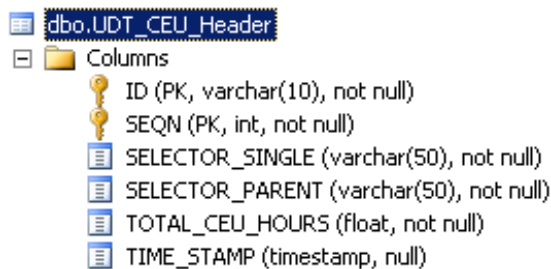 dbo.UDT_CEU_Header
Columns
ID (PK, varchar(10), not null)
SEQN (PK, int, not null)
SELECTOR_SINGLE (varchar(50), not null)
SELECTOR_PARENT (varchar(50), not null)
TOTAL_CEU_HOURS (float, not null)
TIME_STAMP (timestamp, null)